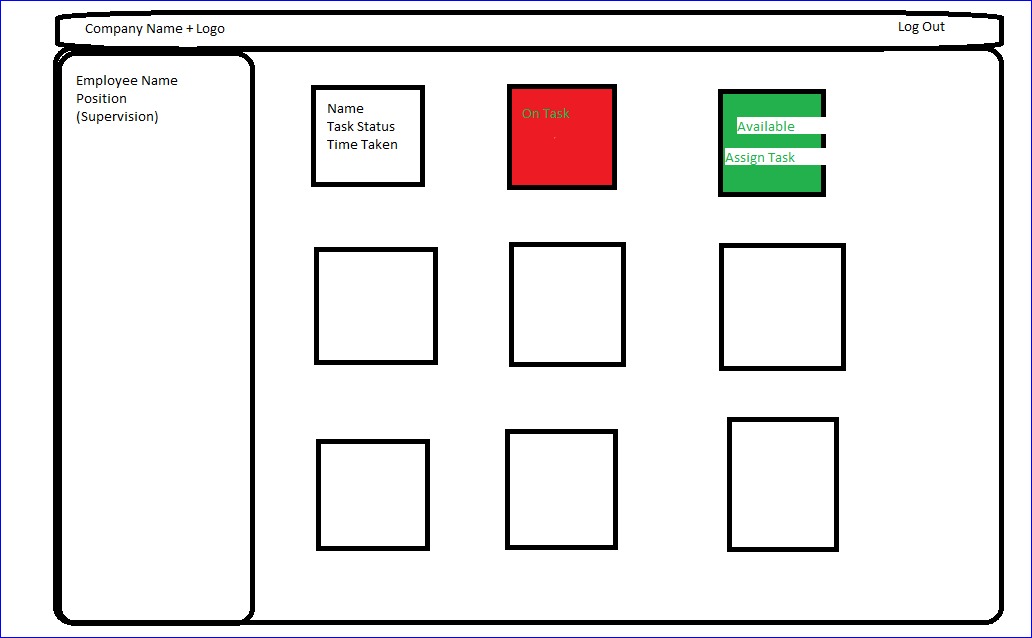 Company Name + Logo
Log Out
Employee Name
Position
(Supervision)
Name
Task Status
Time Taken
On Task
Available
Assign Task